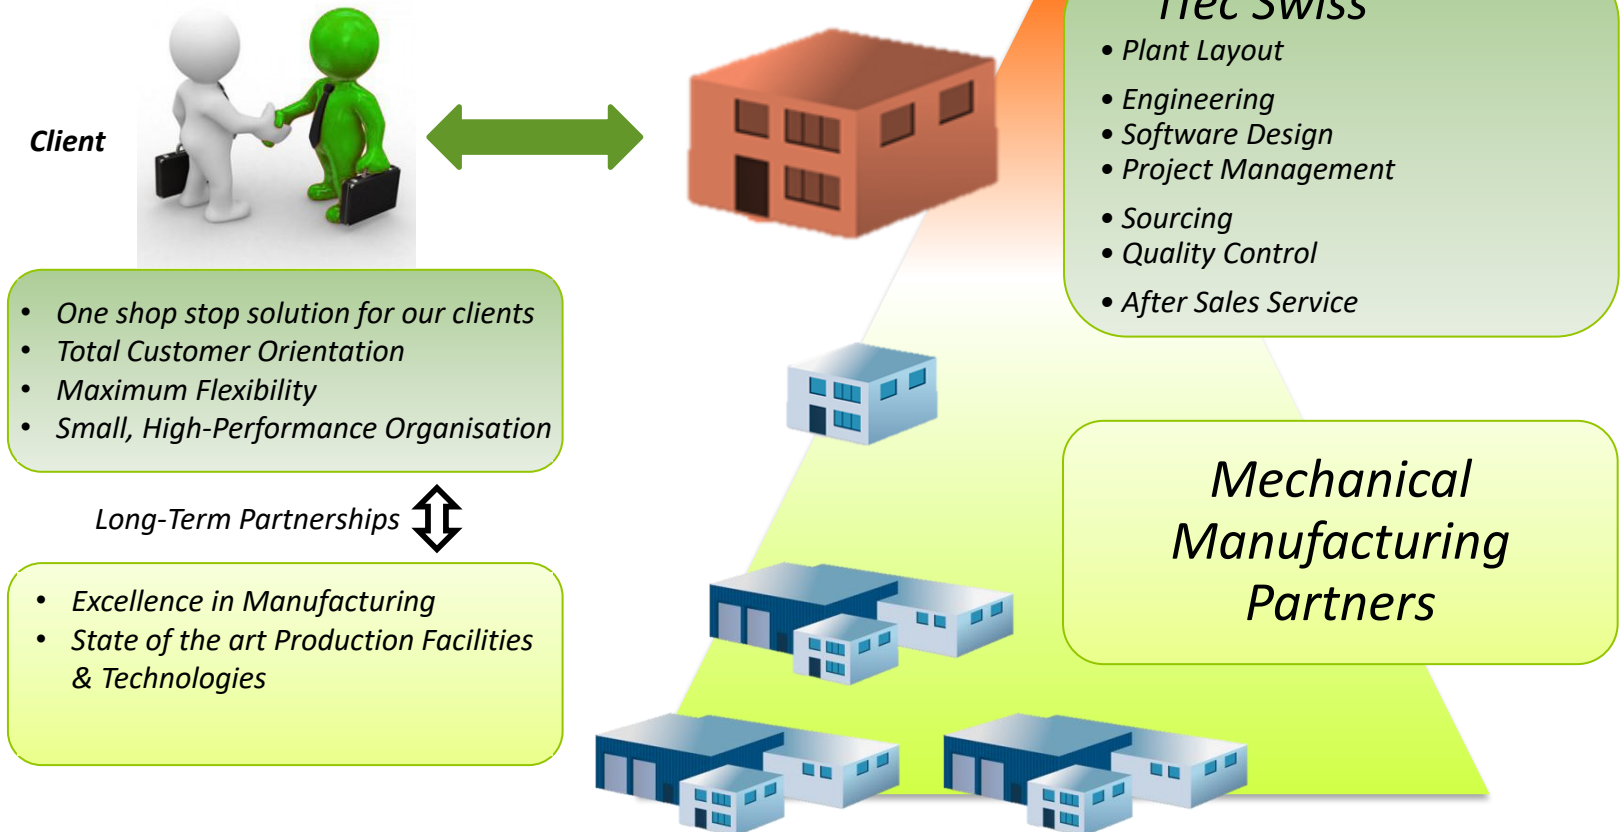 Swiss
• Plant Layout
• Engineering
• Software Design
• Project Management
• Sourcing
• Quality Control
• After Sales Service
Client
• One shop stop solution for our clients
• Total Customer Orientation
• Maximum Flexibility
• Small, High-Performance Organisation
Long-Term Partnerships
• Excellence in Manufacturing
• State of the art Production Facilities
& Technologies
Mechanical
Manufacturing
Partners